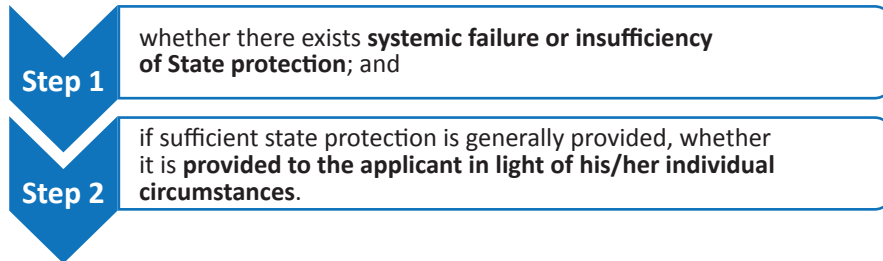 Step 1
whether there exists systemic failure or insufficiency
of State protection; and
Step 2
if sufficient state protection is generally provided, whether
it is provided to the applicant in light of his/her individual
circumstances.